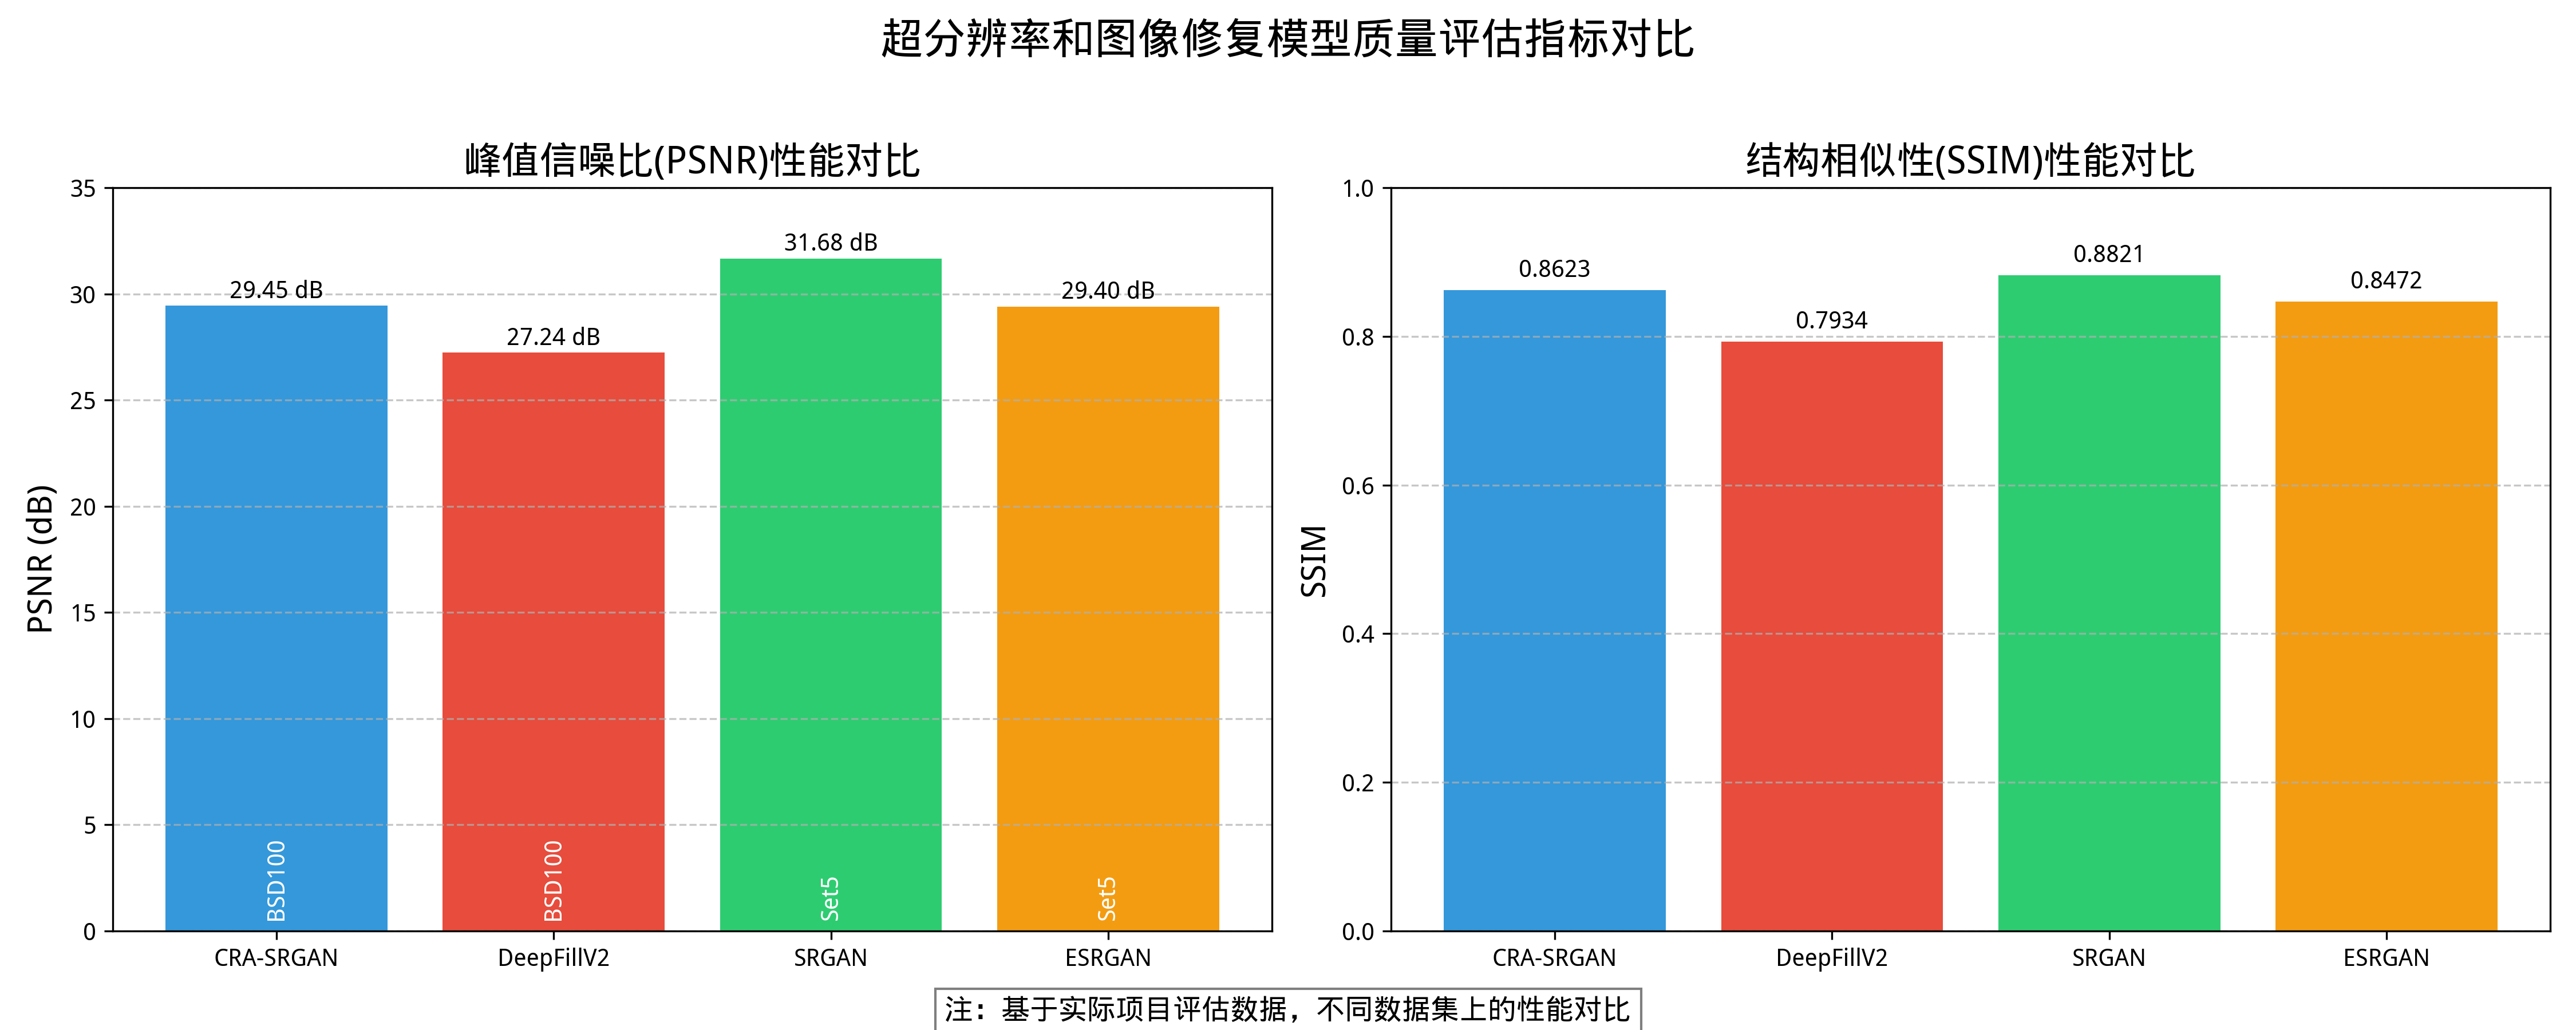 超分辨率和图像修复模型质量评估指标对比
峰值信噪比(PSNR)性能对比
PSNR (dB)
35
30
25
20
15
10
5
0
29.45 dB
27.24 dB
31.68 dB
29.40 dB
BSD100
BSD100
Set5
Set5
CRA-SRGAN
DeepFillV2
SRGAN
ESRGAN
结构相似性(SSIM)性能对比
SSIM
1.0
0.8
0.6
0.4
0.2
0.0
0.8623
0.7934
0.8821
0.8472
CRA-SRGAN
DeepFillV2
SRGAN
ESRGAN
注：基于实际项目评估数据，不同数据集上的性能对比